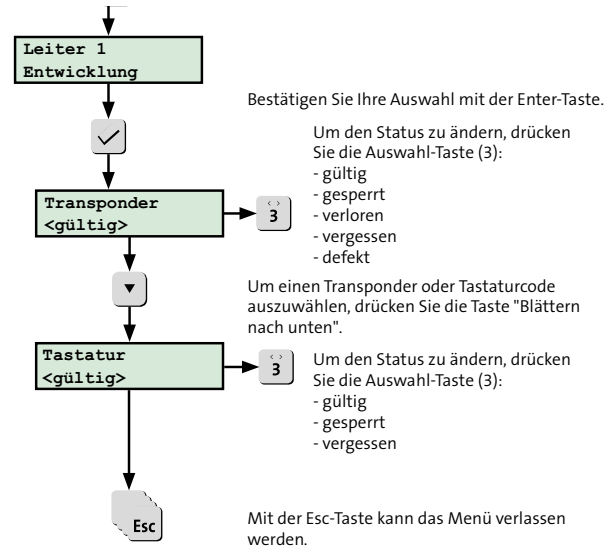 Leiter 1
Entwicklung
Bestätigen Sie Ihre Auswahl mit der Enter-Taste.
Um den Status zu ändern, drücken
Sie die Auswahl-Taste (3):
- gültig
- gesperrt
- verloren
- vergessen
- defekt
Transponder
<gültig>
< >
3
Um einen Transponder oder Tastaturcode
auszuwählen, drücken Sie die Taste "Blättern
nach unten".
Tastatur
<gültig>
< >
3
Um den Status zu ändern, drücken
Sie die Auswahl-Taste (3):
- gültig
- gesperrt
- vergessen
Esc
Mit der Esc-Taste kann das Menü verlassen
werden.